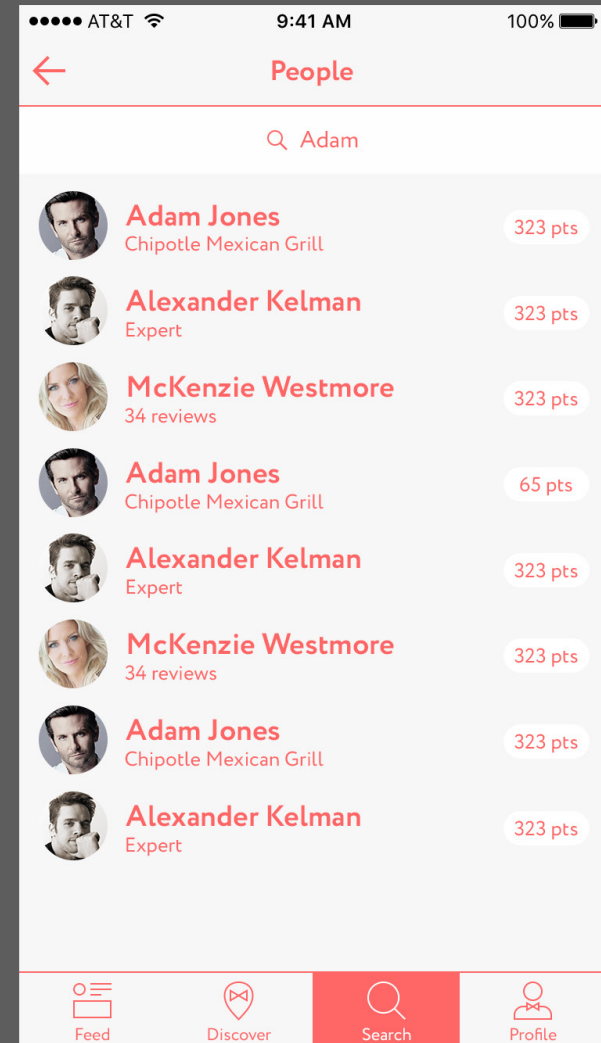 AT&T 9:41 AM 100%
People
Adam
Adam Jones
Chipotle Mexican Grill
323 pts
Alexander Kelman
Expert
323 pts
McKenzie Westmore
34 reviews
323 pts
Adam Jones
Chipotle Mexican Grill
65 pts
Alexander Kelman
Expert
323 pts
McKenzie Westmore
34 reviews
323 pts
Adam Jones
Chipotle Mexican Grill
323 pts
Alexander Kelman
Expert
323 pts
Feed Discover Search Profile